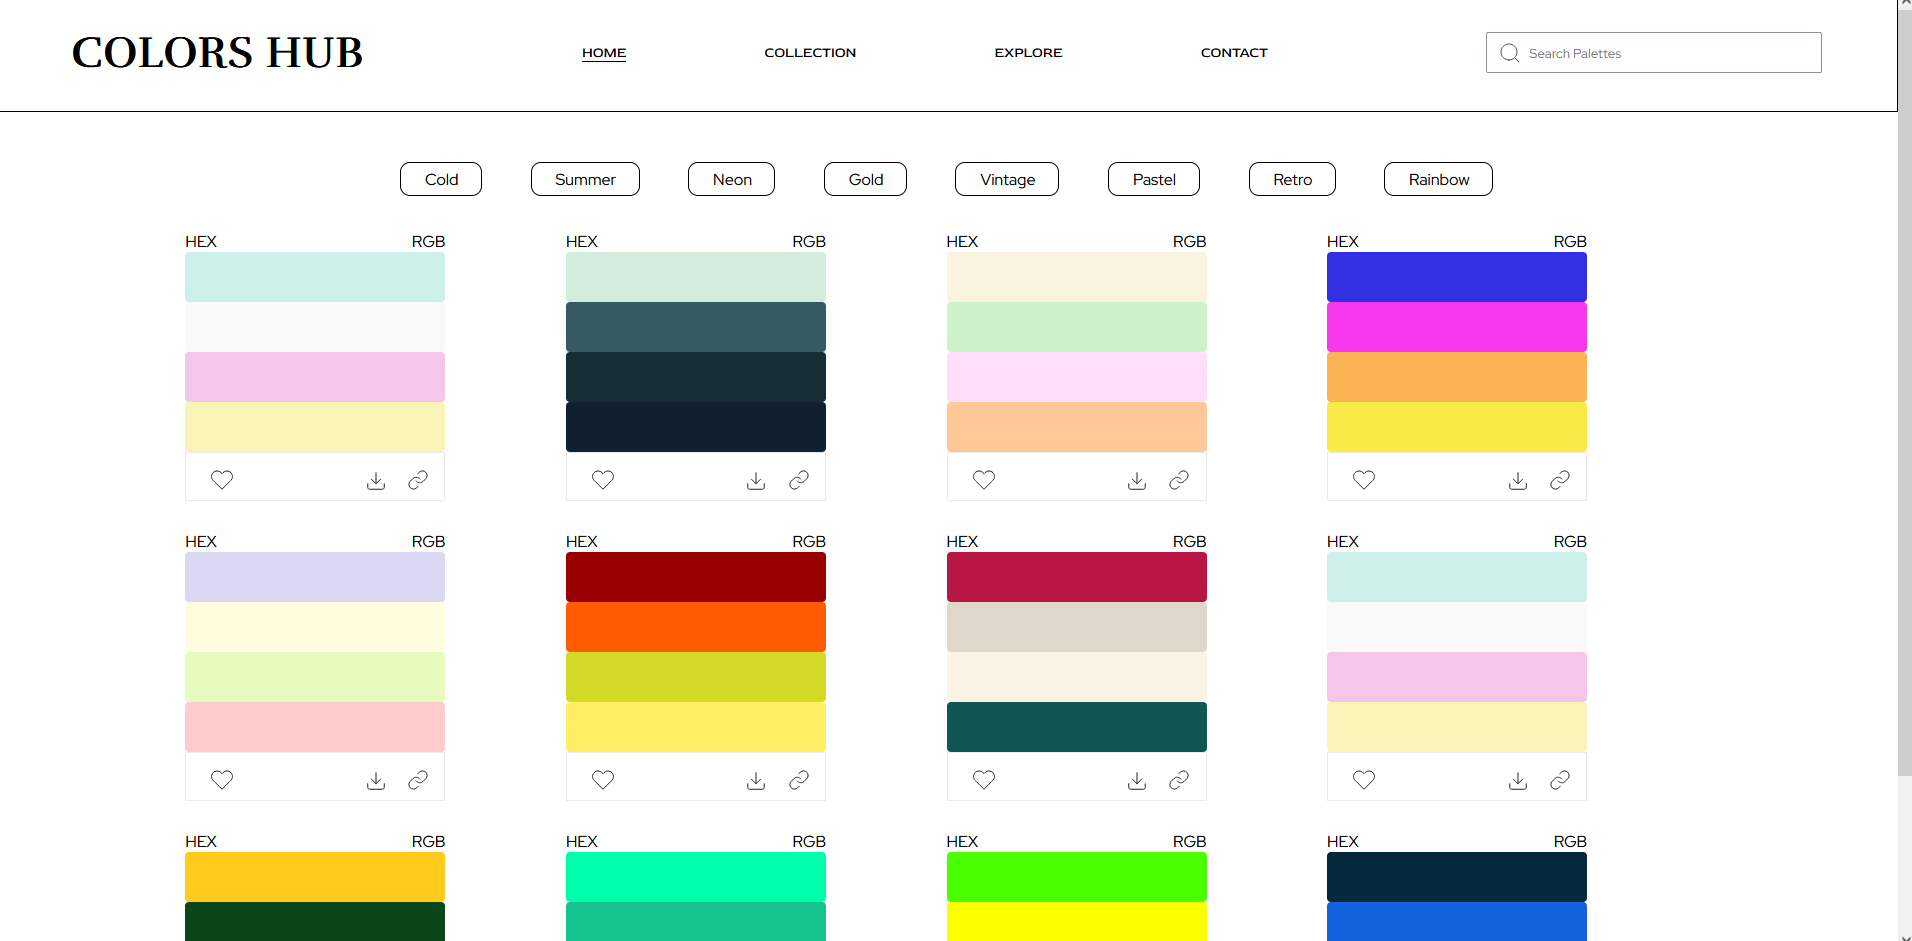 COLORS HUB HOME COLLECTION EXPLORE CONTACT Search Palettes
Cold Summer Neon Gold Vintage Pastel Retro Rainbow
HEX RGB HEX RGB HEX RGB HEX RGB
HEX RGB HEX RGB HEX RGB HEX RGB
HEX RGB HEX RGB HEX RGB HEX RGB